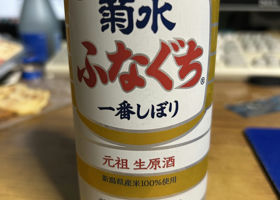 菊水
ふなぐち®
一番しぼり
元祖 生原酒
新潟県産米100%使用